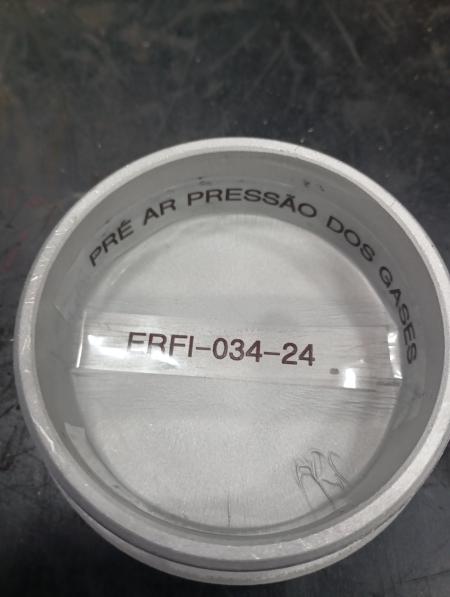 PRÉ AR PRESSÃO DOS GASES
ERFI-034-24